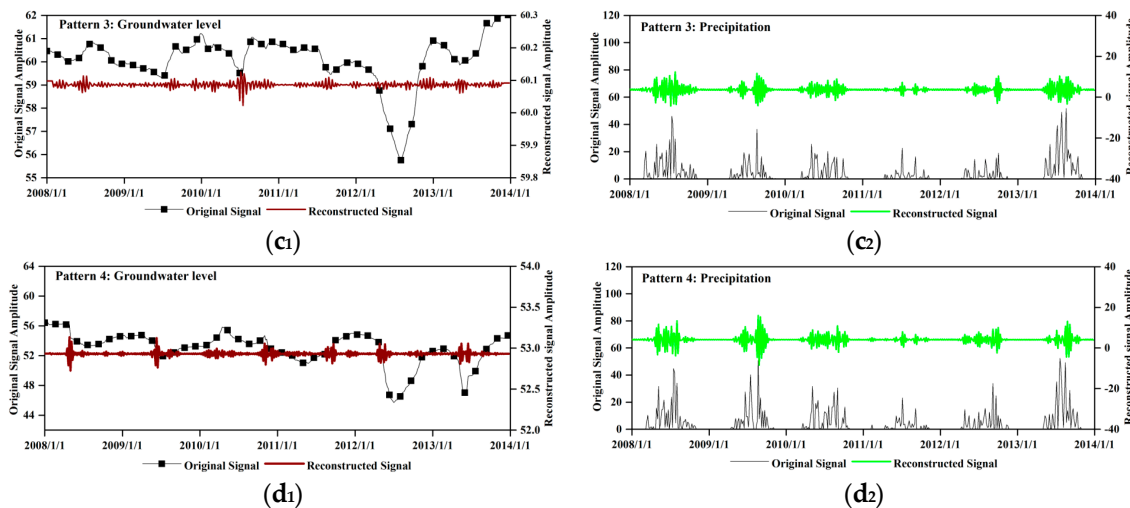 Pattern 3: Groundwater level
Original Signal Amplitude
62
61
60
59
58
57
56
55
60.3
60.2
60.1
60.0
59.9
59.8
Reconstructed signal Amplitude
2008/1/1 2009/1/1 2010/1/1 2011/1/1 2012/1/1 2013/1/1 2014/1/1
Original Signal Reconstructed Signal
(c1)
Pattern 3: Precipitation
Original Signal Amplitude
120
100
80
60
40
20
0
40
20
0
-20
-40
Reconstructed signal Amplitude
2008/1/1 2009/1/1 2010/1/1 2011/1/1 2012/1/1 2013/1/1 2014/1/1
Original Signal Reconstructed Signal
(c2)
Pattern 4: Groundwater level
Original Signal Amplitude
64
60
56
52
48
44
54.0
53.5
53.0
52.5
52.0
Reconstructed signal Amplitude
2008/1/1 2009/1/1 2010/1/1 2011/1/1 2012/1/1 2013/1/1 2014/1/1
Original Signal Reconstructed Signal
(d1)
Pattern 4: Precipitation
Original Signal Amplitude
120
100
80
60
40
20
0
40
20
0
-20
-40
Reconstructed signal Amplitude
2008/1/1 2009/1/1 2010/1/1 2011/1/1 2012/1/1 2013/1/1 2014/1/1
Original Signal Reconstructed Signal
(d2)